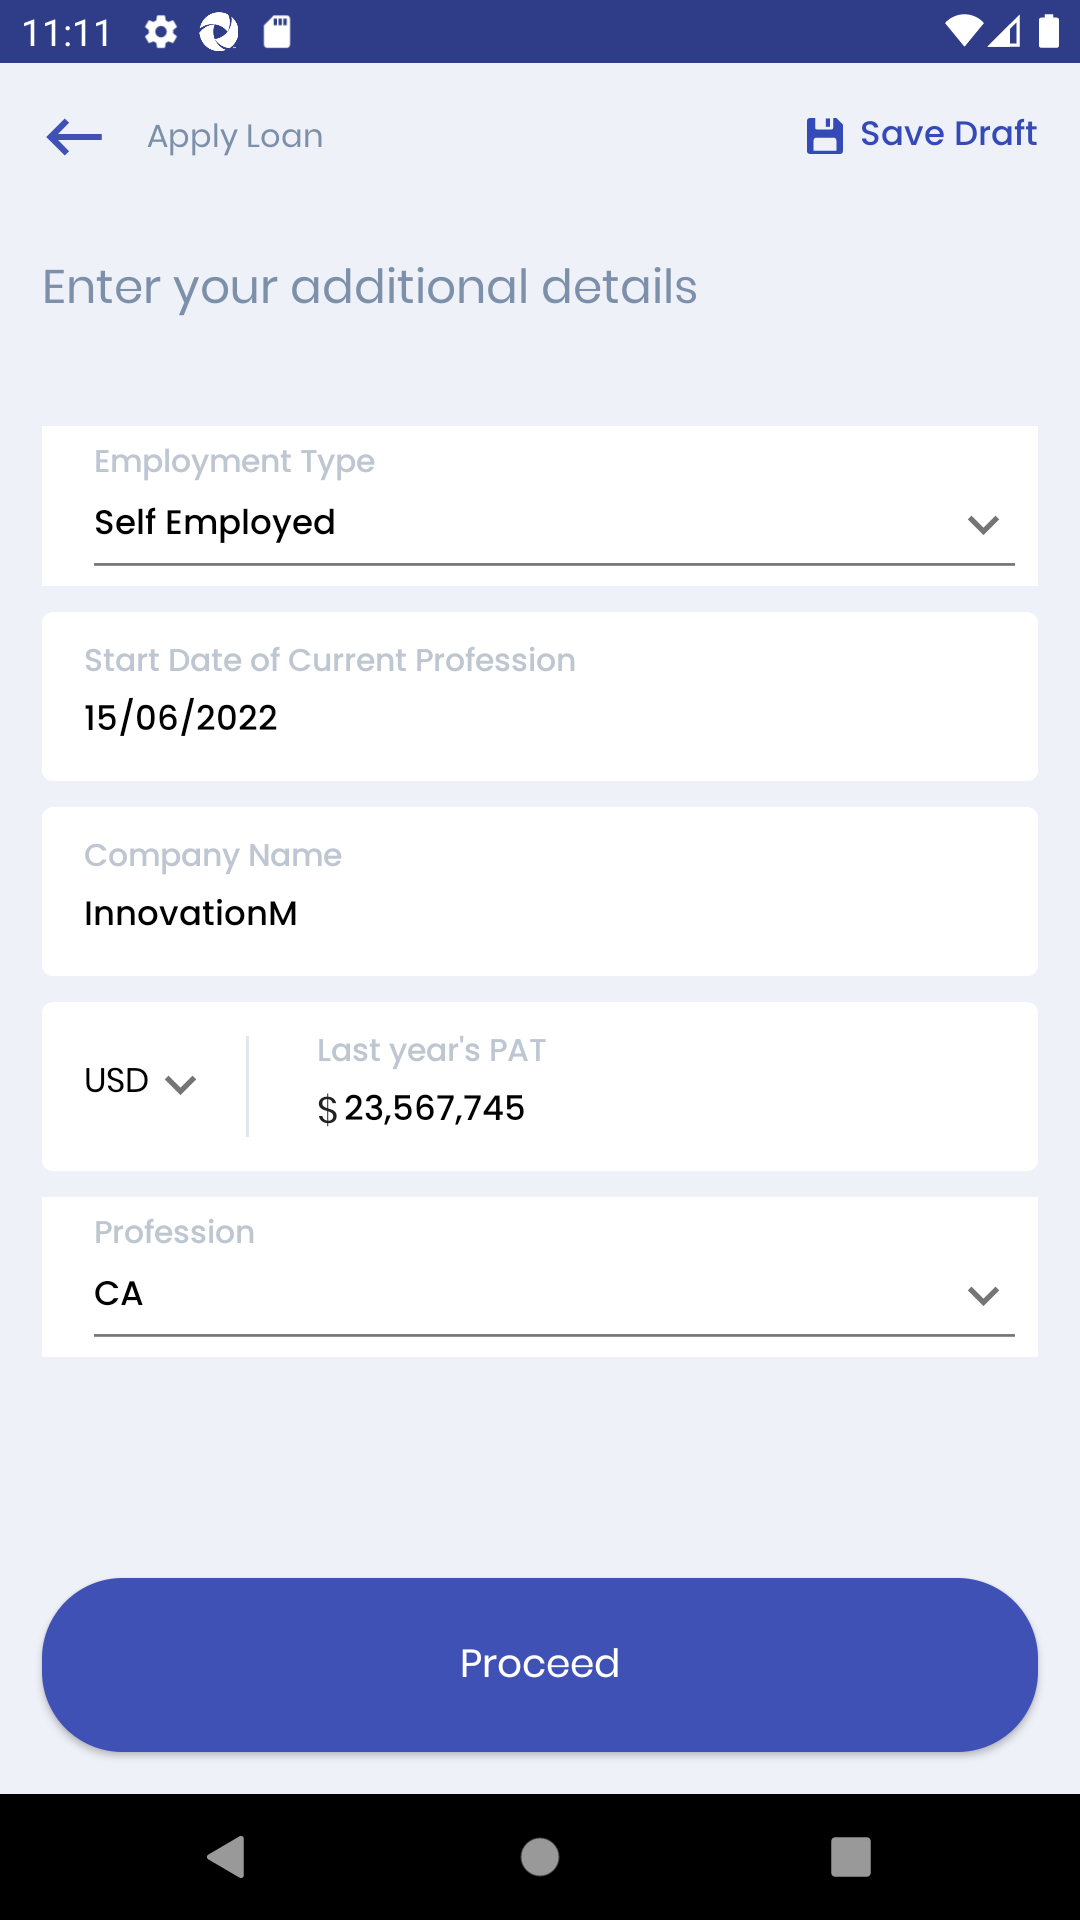 11:11
Apply Loan
Save Draft
Enter your additional details
Employment Type
Self Employed
Start Date of Current Profession
15/06/2022
Company Name
InnovationM
USD
Last year's PAT
$ 23,567,745
Profession
CA
Proceed